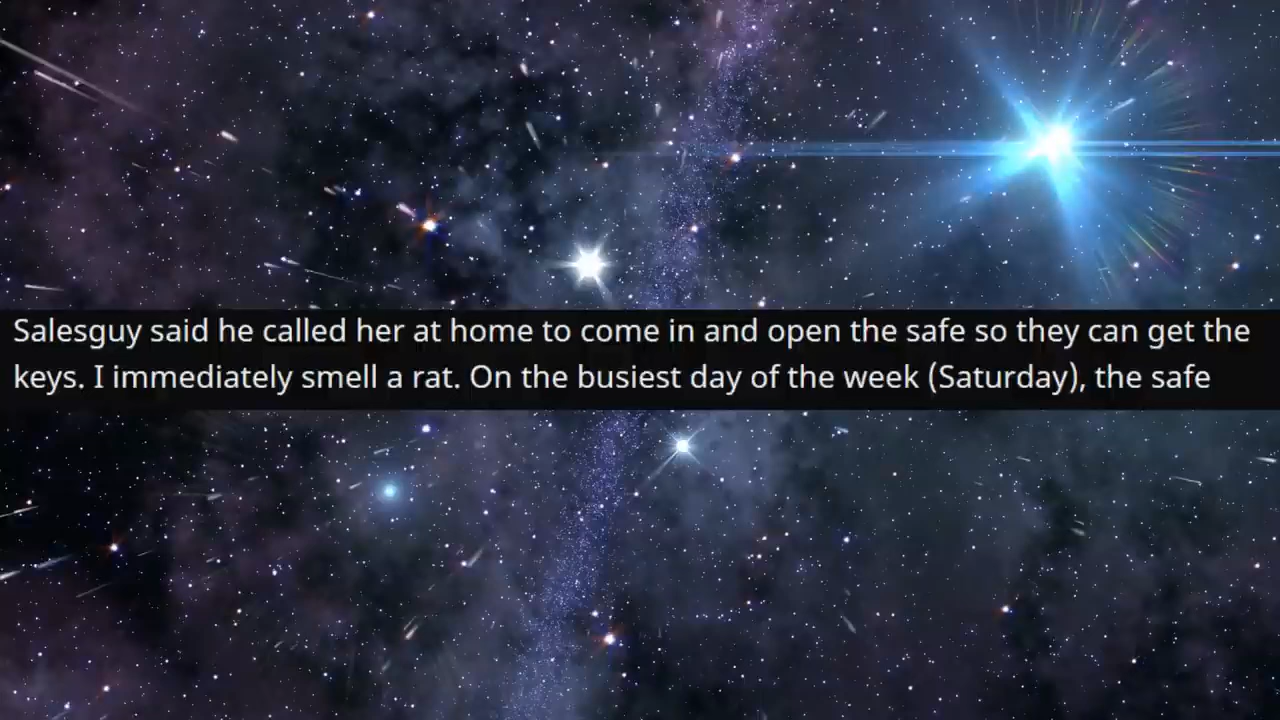 Salesguy said he called her at home to come in and open the safe so they can get the
keys. I immediately smell a rat. On the busiest day of the week (Saturday), the safe